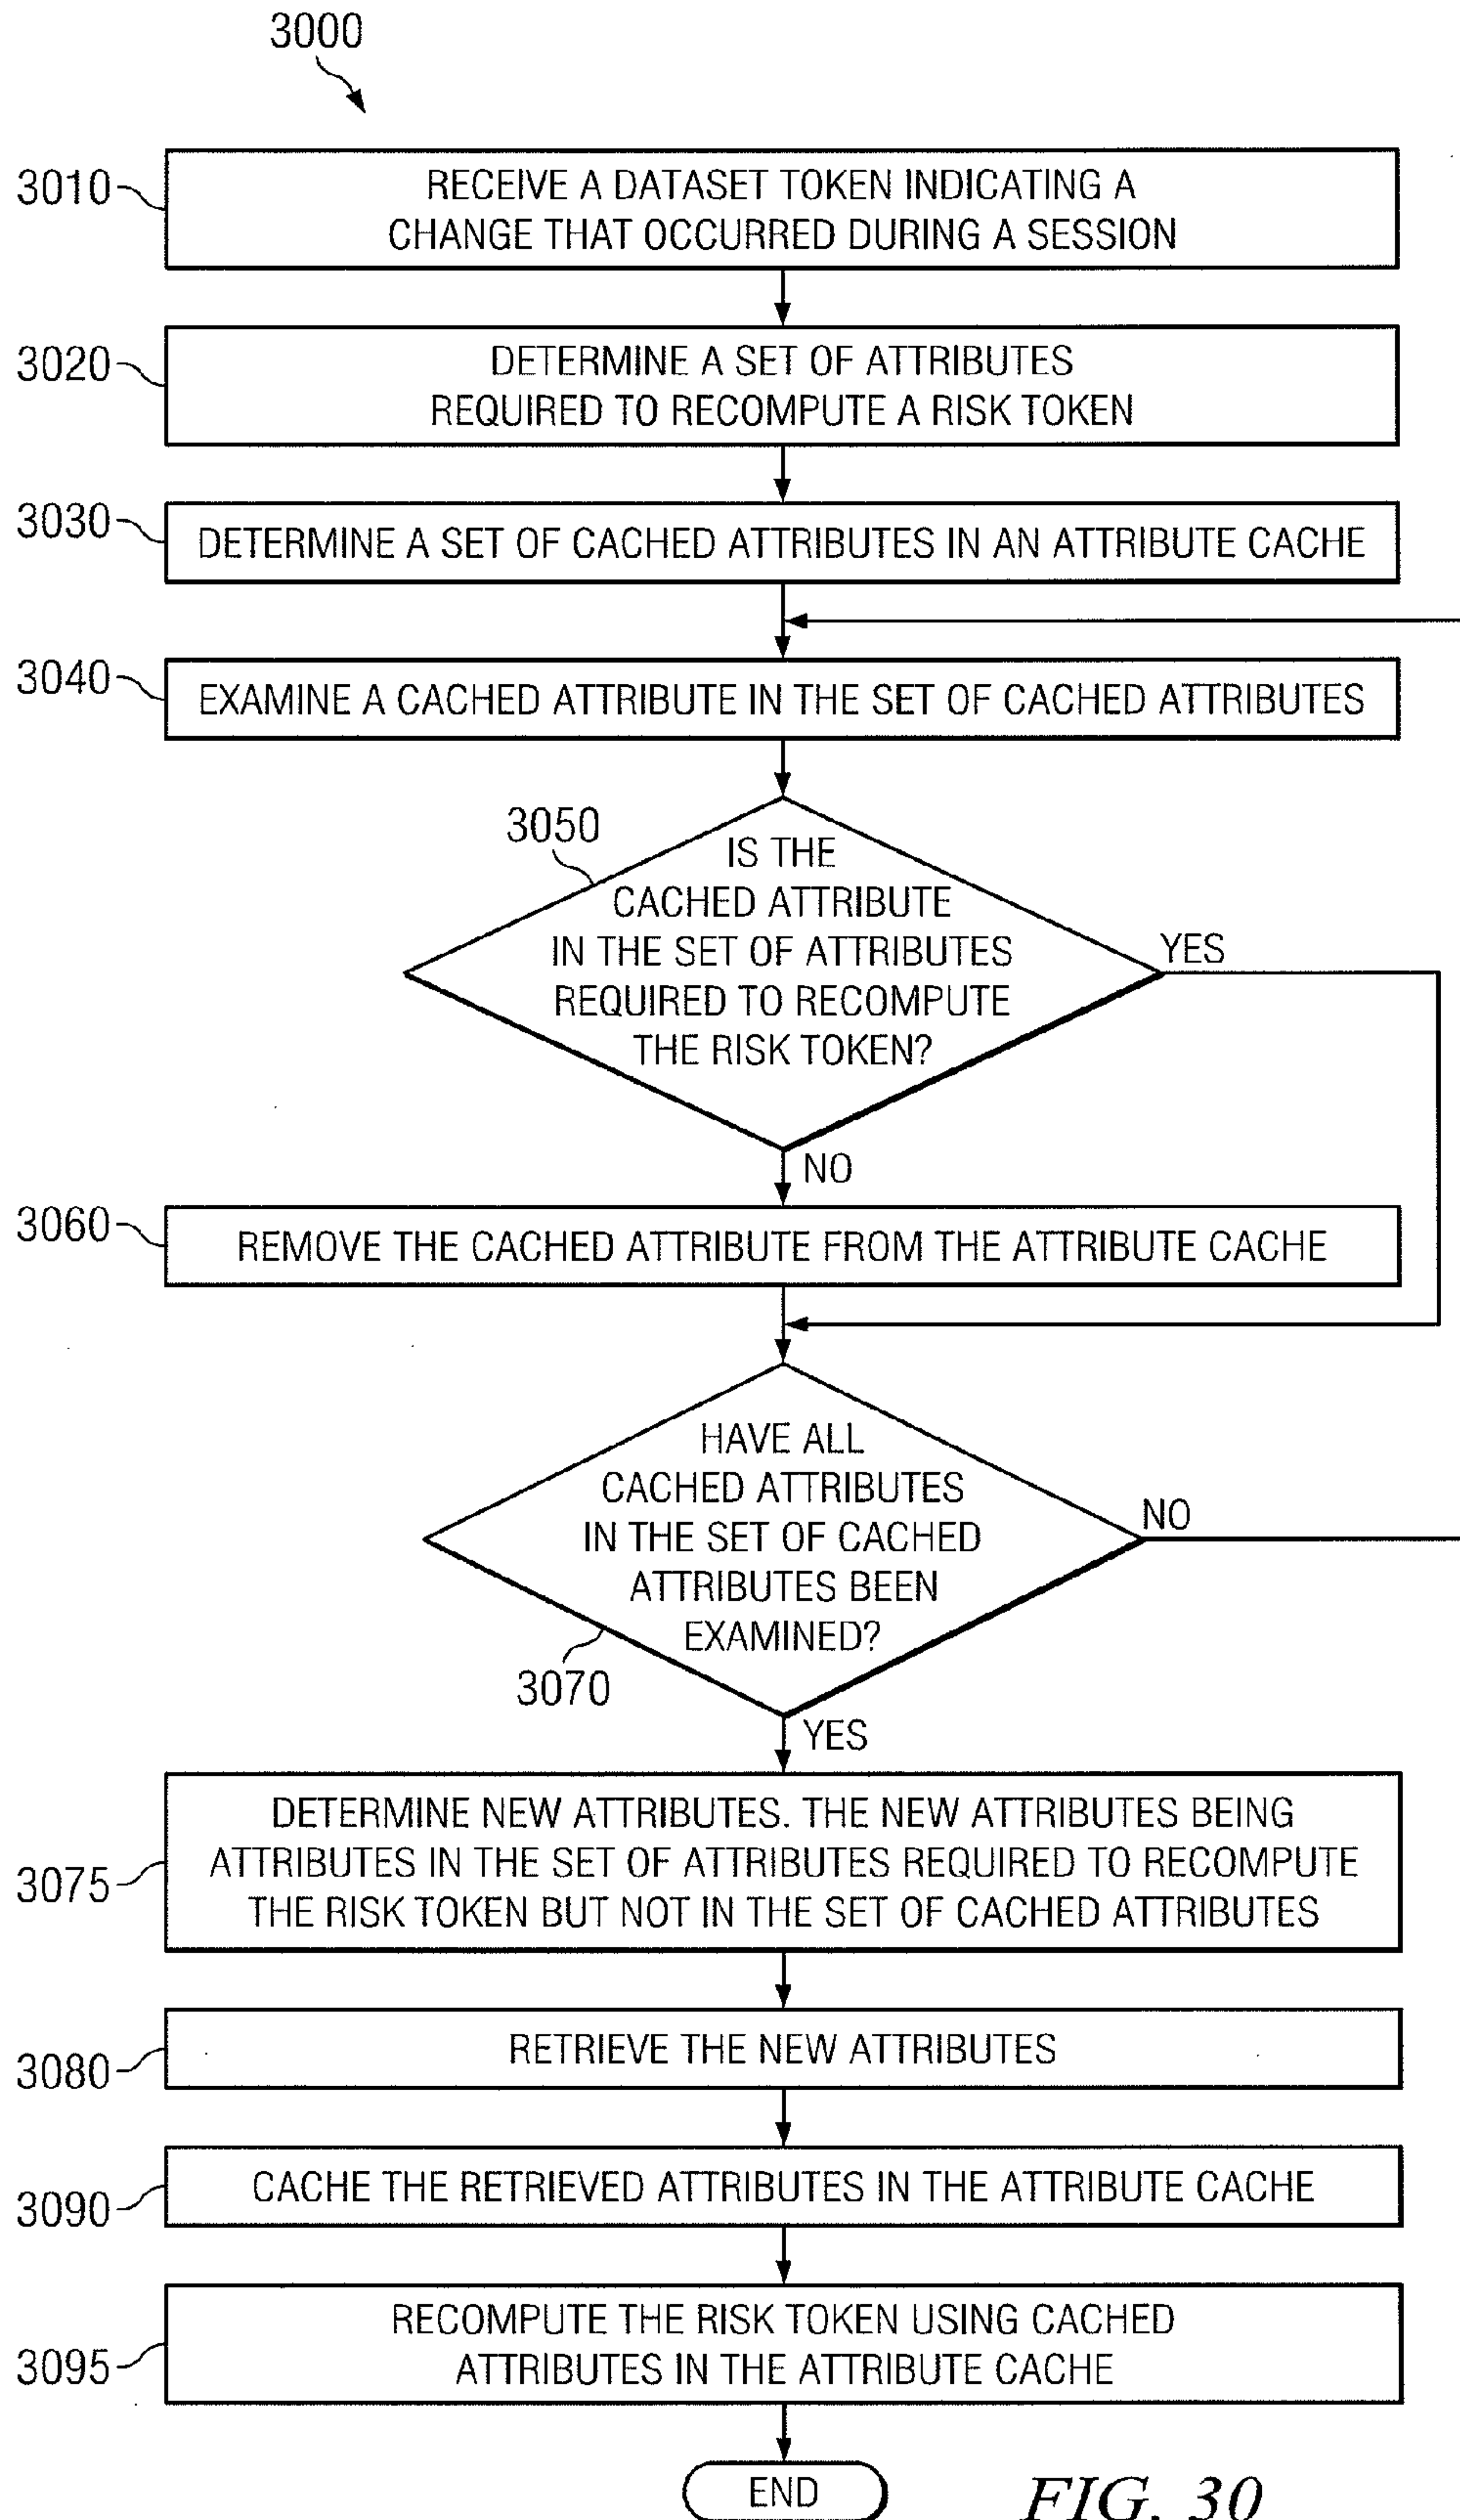 3000
3010
RECEIVE A DATASET TOKEN INDICATING A
CHANGE THAT OCCURRED DURING A SESSION
3020
DETERMINE A SET OF ATTRIBUTES
REQUIRED TO RECOMPUTE A RISK TOKEN
3030
DETERMINE A SET OF CACHED ATTRIBUTES IN AN ATTRIBUTE CACHE
3040
EXAMINE A CACHED ATTRIBUTE IN THE SET OF CACHED ATTRIBUTES
3050
IS THE
CACHED ATTRIBUTE
IN THE SET OF ATTRIBUTES
REQUIRED TO RECOMPUTE
THE RISK TOKEN?
YES
NO
3060
REMOVE THE CACHED ATTRIBUTE FROM THE ATTRIBUTE CACHE
HAVE ALL
CACHED ATTRIBUTES
IN THE SET OF CACHED
ATTRIBUTES BEEN
EXAMINED?
NO
3070
YES
3075
DETERMINE NEW ATTRIBUTES. THE NEW ATTRIBUTES BEING
ATTRIBUTES IN THE SET OF ATTRIBUTES REQUIRED TO RECOMPUTE
THE RISK TOKEN BUT NOT IN THE SET OF CACHED ATTRIBUTES
3080
RETRIEVE THE NEW ATTRIBUTES
3090
CACHE THE RETRIEVED ATTRIBUTES IN THE ATTRIBUTE CACHE
3095
RECOMPUTE THE RISK TOKEN USING CACHED
ATTRIBUTES IN THE ATTRIBUTE CACHE
END
FIG. 30